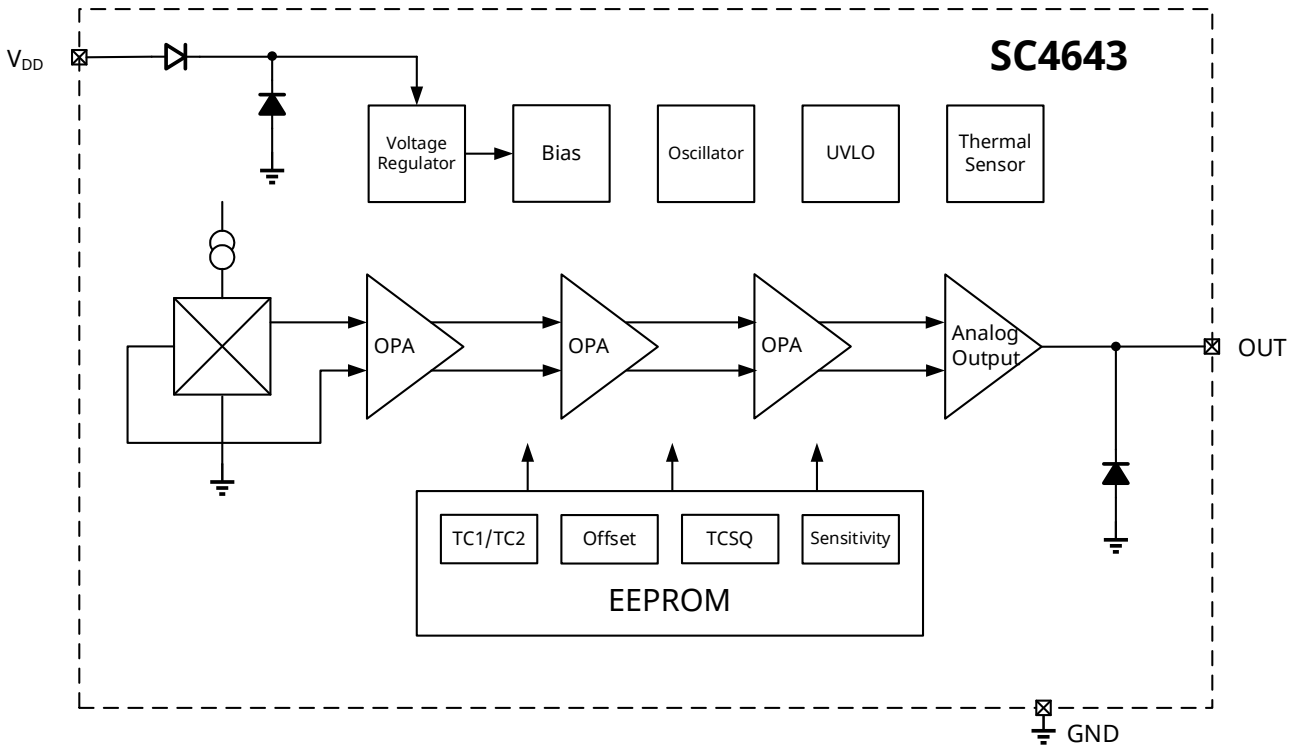 SC4643
VDD
Voltage
Regulator
Bias
Oscillator
UVLO
Thermal
Sensor
OPA
OPA
OPA
Analog
Output
OUT
TC1/TC2
Offset
TCSQ
Sensitivity
EEPROM
GND